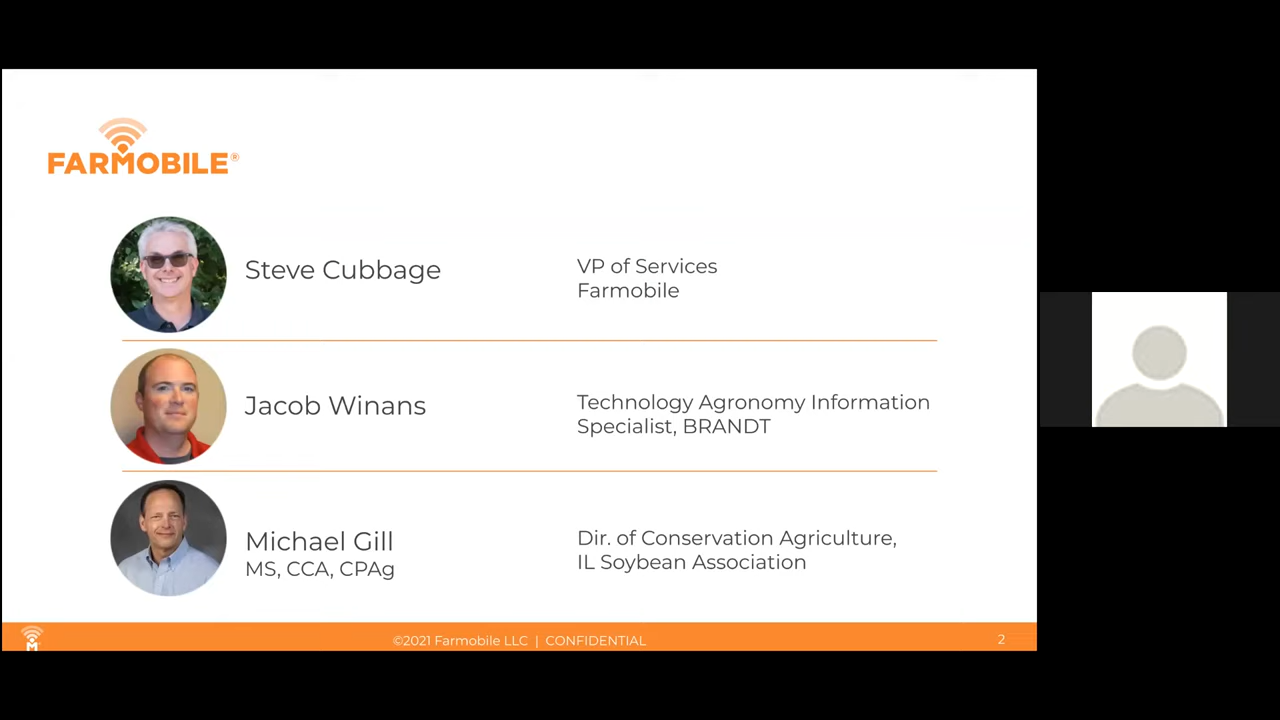 FARMOBILE®
Steve Cubbage
VP of Services
Farmobile
Jacob Winans
Technology Agronomy Information
Specialist, BRANDT
Michael Gill
MS, CCA, CPAg
Dir. of Conservation Agriculture,
IL Soybean Association
M
©2021 Farmobile LLC | CONFIDENTIAL
2